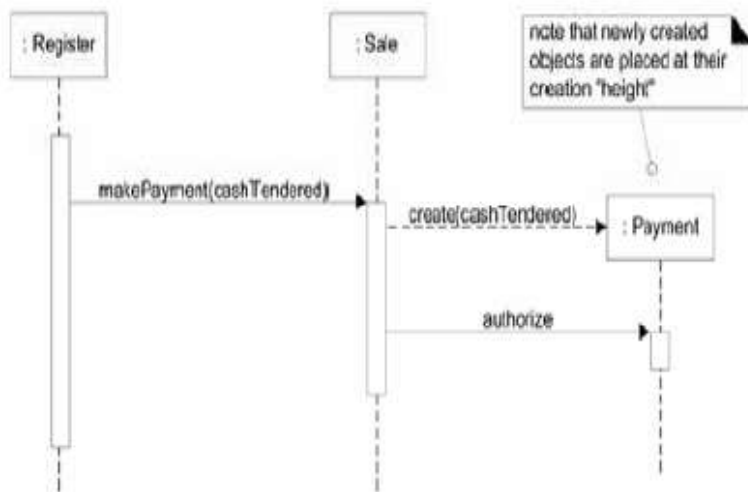 : Register
: Sale
note that newly created
objects are placed at their
creation "height"
makePayment(cashTendered)
create(cashTendered)
: Payment
authorize